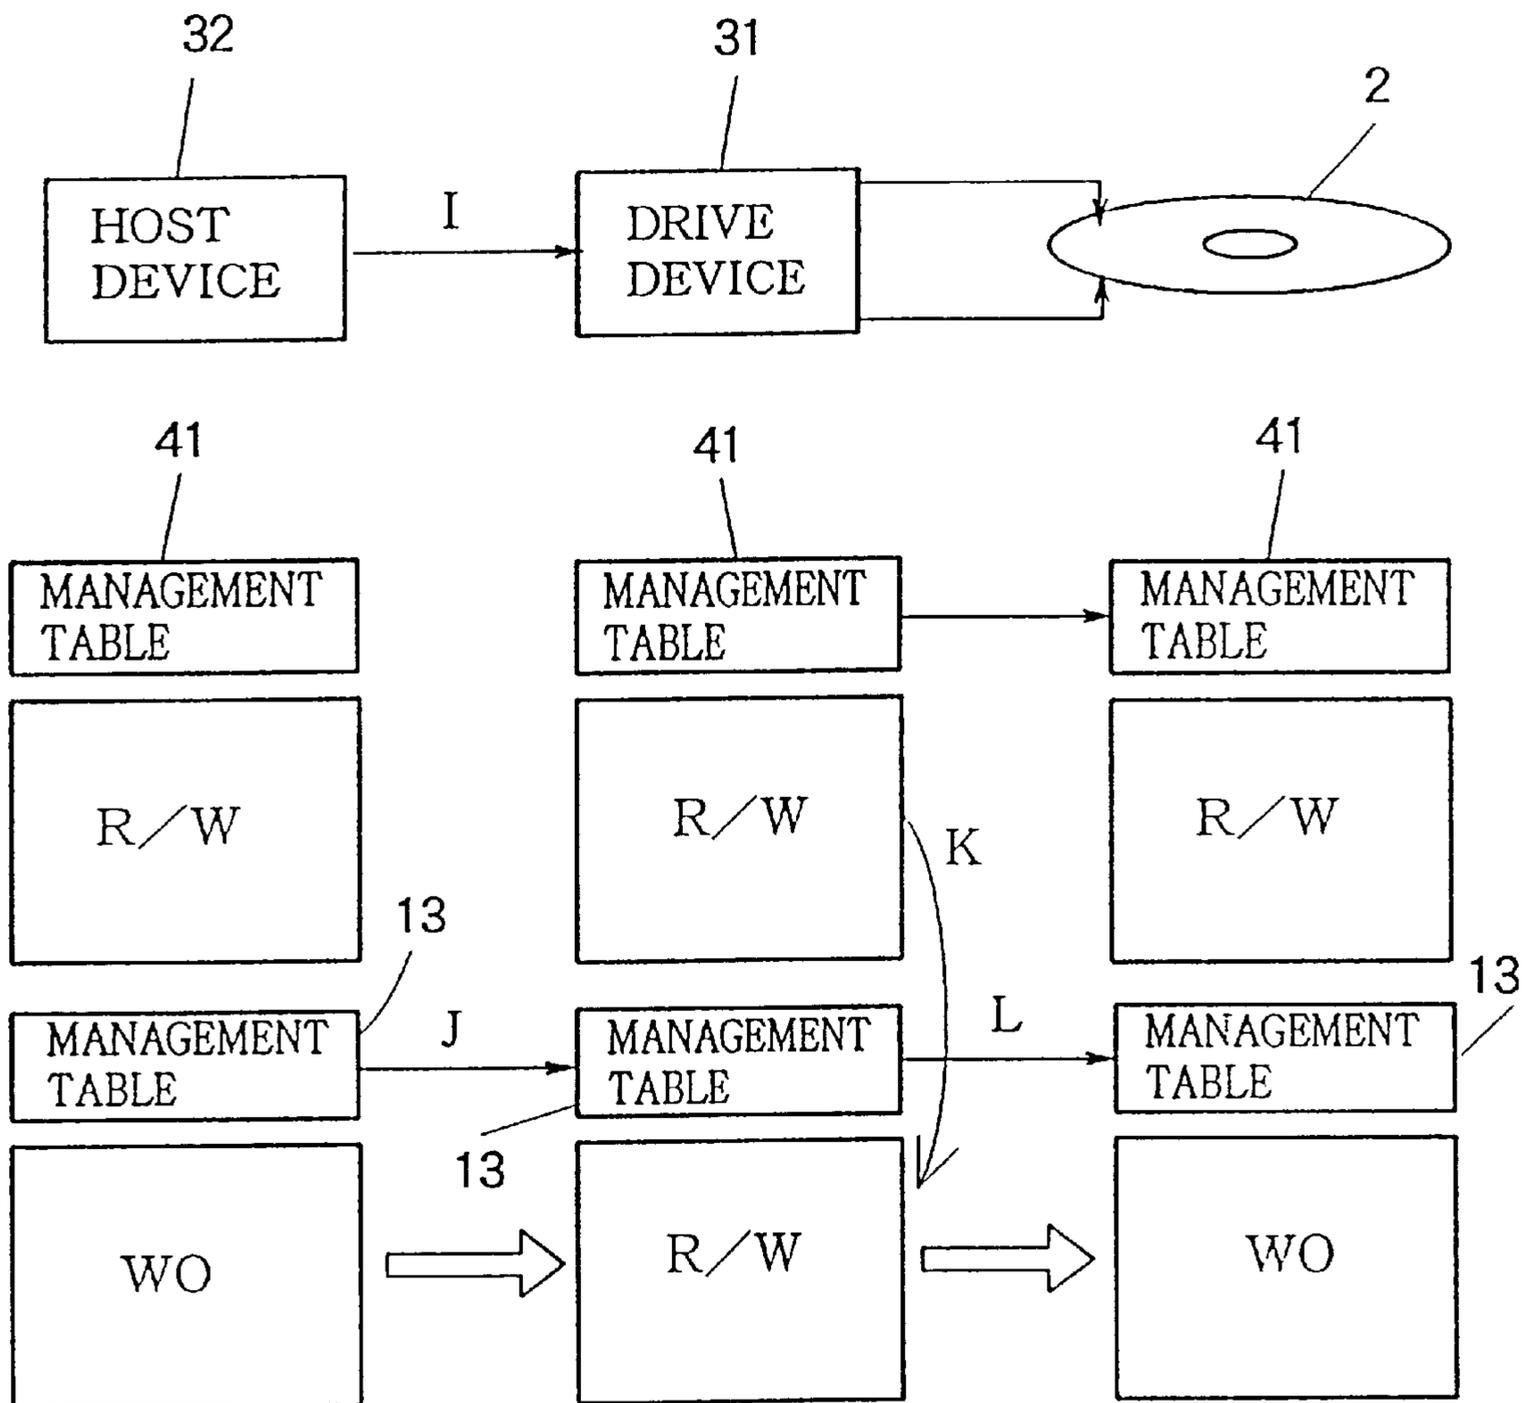 32
31
2
HOST
DEVICE
I
DRIVE
DEVICE
41
41
41
MANAGEMENT
TABLE
MANAGEMENT
TABLE
MANAGEMENT
TABLE
R/W
R/W
K
R/W
13
13
MANAGEMENT
TABLE
J
MANAGEMENT
TABLE
L
MANAGEMENT
TABLE
13
WO
R/W
WO